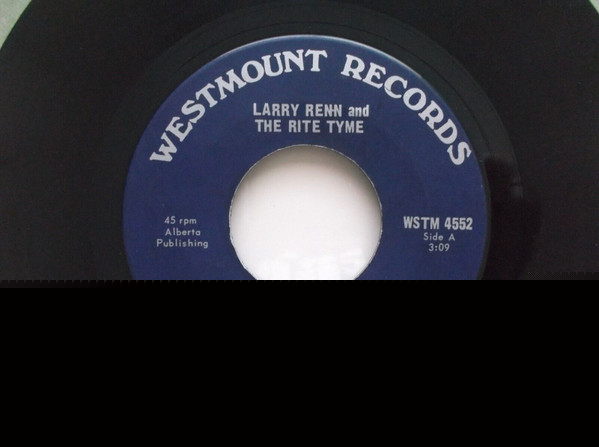 WESTMOUNT RECORDS
LARRY RENN and
THE RITE TYME
45 rpm
Alberta
Publishing
WSTM 4552
Side A
3:09